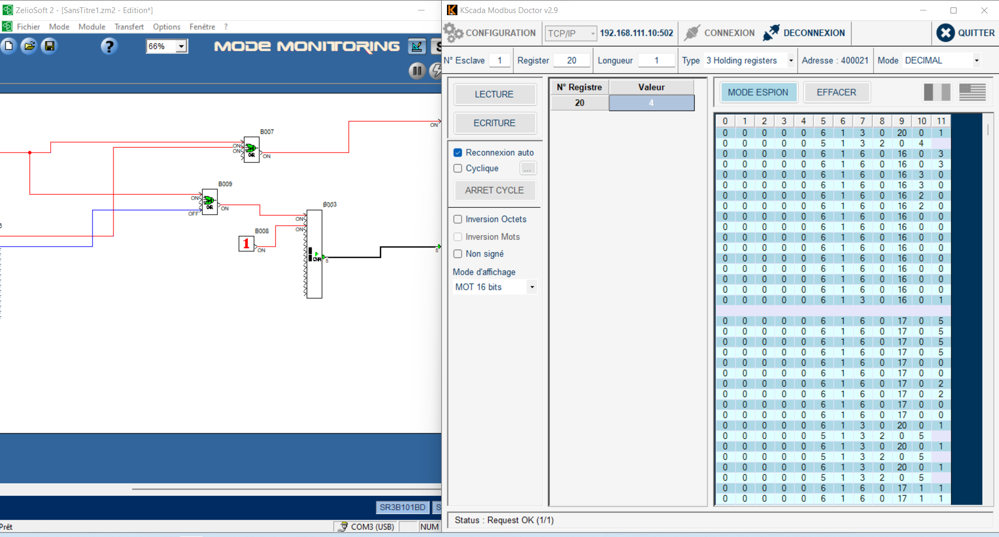 ZelioSoft 2 - [SansTitre1.zm2 - Edition*]
Fichier Mode Module Transfert Options Fenêtre ?
66%
MODE MONITORING
B007
ON
ON
ON
ON
B009
ON
OFF
ON
B003
ON
ON
B008
1
ON
CNA
5
5
SR3B101BD S
Prêt
COM3 (USB)
NUM
KScada Modbus Doctor v2.9
CONFIGURATION TCP/IP 192.168.111.10:502 CONNEXION DECONNEXION QUITTER
N° Esclave 1 Register 20 Longueur 1 Type 3 Holding registers Adresse : 400021 Mode DECIMAL
LECTURE
ECRITURE
Reconnexion auto
Cyclique ...
ARRET CYCLE
Inversion Octets
Inversion Mots
Non signé
Mode d'affichage
MOT 16 bits
N° Registre Valeur
20 4
MODE ESPION EFFACER
0 1 2 3 4 5 6 7 8 9 10 11
0 0 0 0 0 6 1 3 0 20 0 1
0 0 0 0 0 5 1 3 2 0 4
0 0 0 0 0 6 1 6 0 16 0 3
0 0 0 0 0 6 1 6 0 16 0 3
0 0 0 0 0 6 1 6 0 16 3 0
0 0 0 0 0 6 1 6 0 16 3 0
0 0 0 0 0 6 1 6 0 16 2 0
0 0 0 0 0 6 1 6 0 16 2 0
0 0 0 0 0 6 1 6 0 16 0 0
0 0 0 0 0 6 1 6 0 16 0 0
0 0 0 0 0 6 1 6 0 16 0 0
0 0 0 0 0 6 1 6 0 16 0 0
0 0 0 0 0 6 1 6 0 16 0 0
0 0 0 0 0 6 1 6 0 16 0 0
0 0 0 0 0 6 1 6 0 16 0 0
0 0 0 0 0 6 1 6 0 16 0 0
0 0 0 0 0 6 1 3 0 16 0 1
0 0 0 0 0 6 1 6 0 17 0 5
0 0 0 0 0 6 1 6 0 17 0 5
0 0 0 0 0 6 1 6 0 17 0 5
0 0 0 0 0 6 1 6 0 17 0 5
0 0 0 0 0 6 1 6 0 17 0 0
0 0 0 0 0 6 1 6 0 17 0 0
0 0 0 0 0 6 1 6 0 17 0 2
0 0 0 0 0 6 1 6 0 17 0 2
0 0 0 0 0 6 1 6 0 17 0 0
0 0 0 0 0 6 1 6 0 17 0 0
0 0 0 0 0 6 1 3 0 20 0 1
0 0 0 0 0 5 1 3 2 0 5
0 0 0 0 0 6 1 3 0 20 0 1
0 0 0 0 0 5 1 3 2 0 5
0 0 0 0 0 6 1 3 0 20 0 1
0 0 0 0 0 5 1 3 2 0 5
0 0 0 0 0 6 1 6 0 17 1 1
0 0 0 0 0 6 1 6 0 17 1 1
Status : Request OK (1/1)